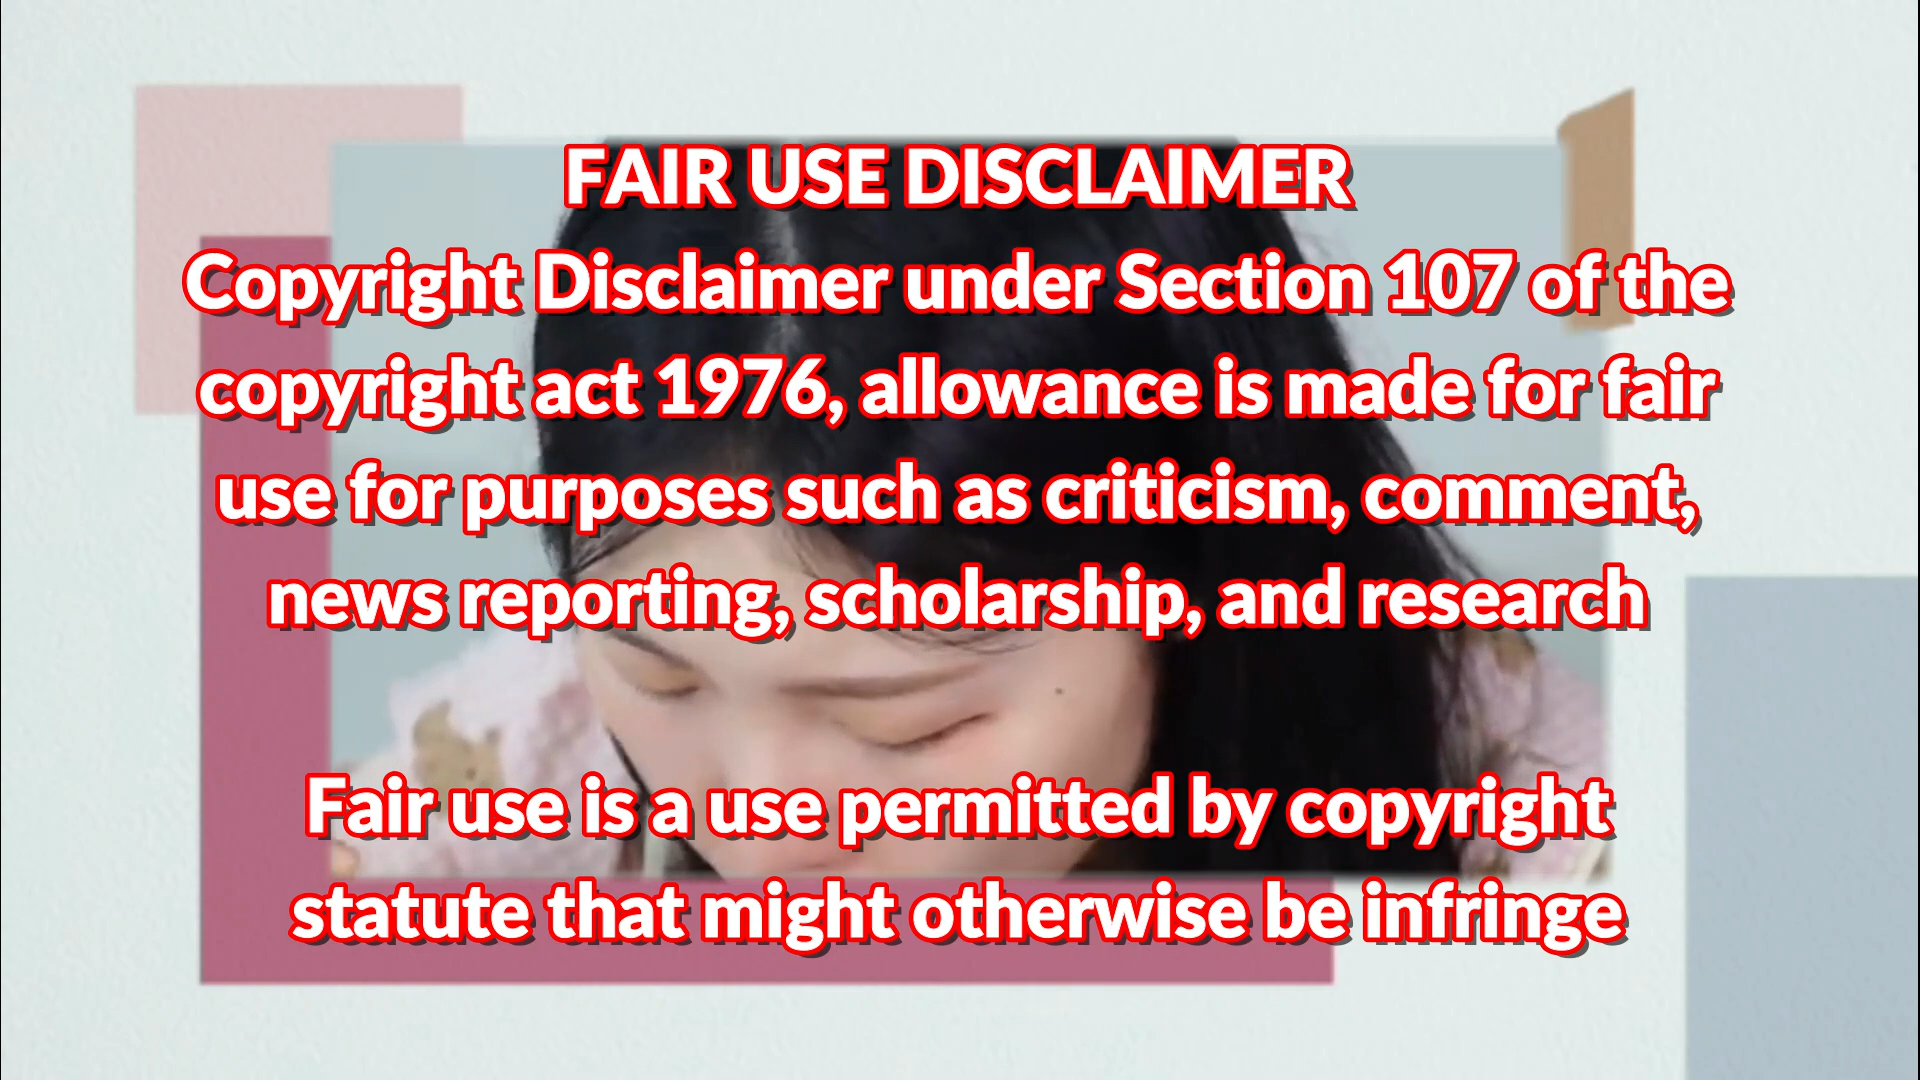 FAIR USE DISCLAIMER
Copyright Disclaimer under Section 107 of the
copyright act 1976, allowance is made for fair
use for purposes such as criticism, comment,
news reporting, scholarship, and research
Fair use is a use permitted by copyright
statute that might otherwise be infringe